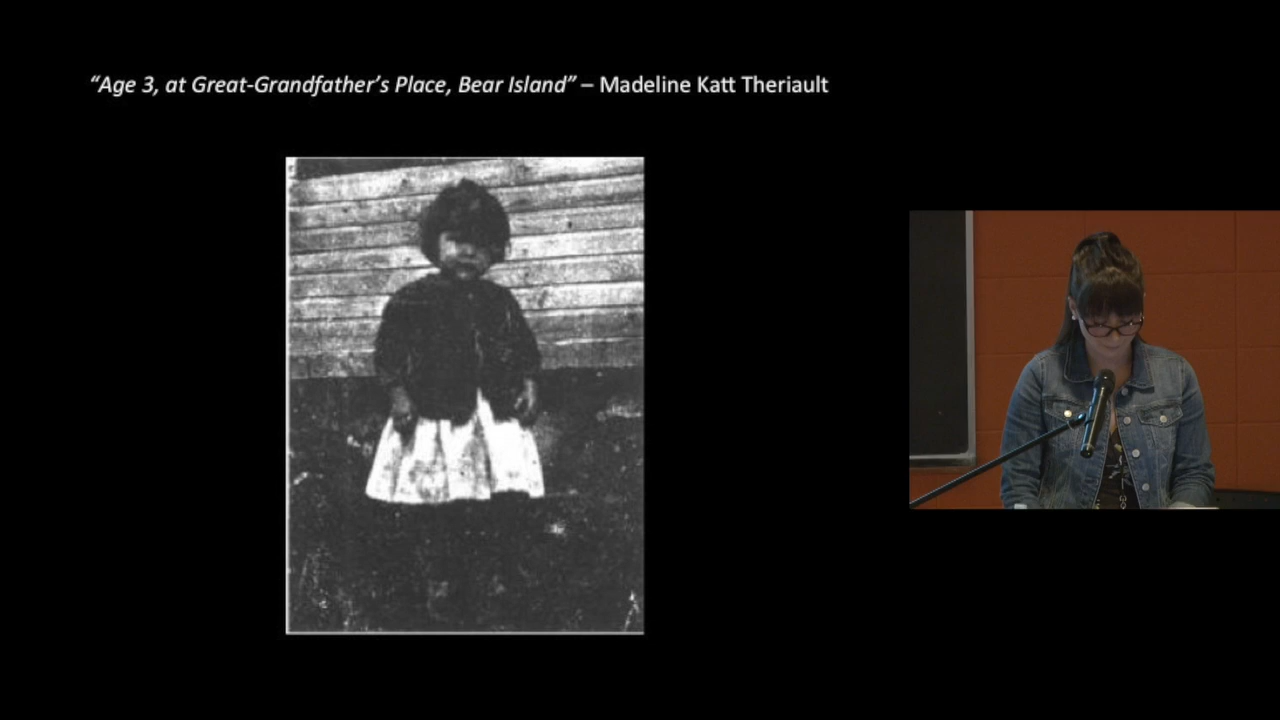 “Age 3, at Great-Grandfather’s Place, Bear Island” – Madeline Katt Theriault